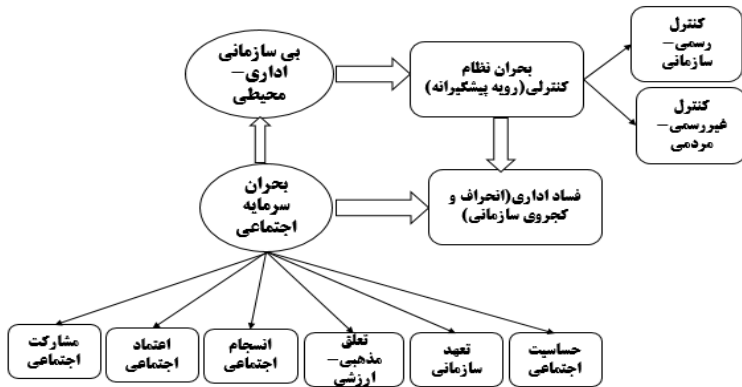 بی سازمانی
اداری–
محیطی
بحران نظام
کنترلی(رویه پیشگیرانه)
کنترل
رسمی–
سازمانی
کنترل
غیررسمی–
مردمی
بحران
سرمایه
اجتماعی
فساد اداری(انحراف و
کجروی سازمانی)
حساسیت
اجتماعی
تعهد
سازمانی
تعلق
مذهبی–
ارزشی
انسجام
اجتماعی
اعتماد
اجتماعی
مشارکت
اجتماعی